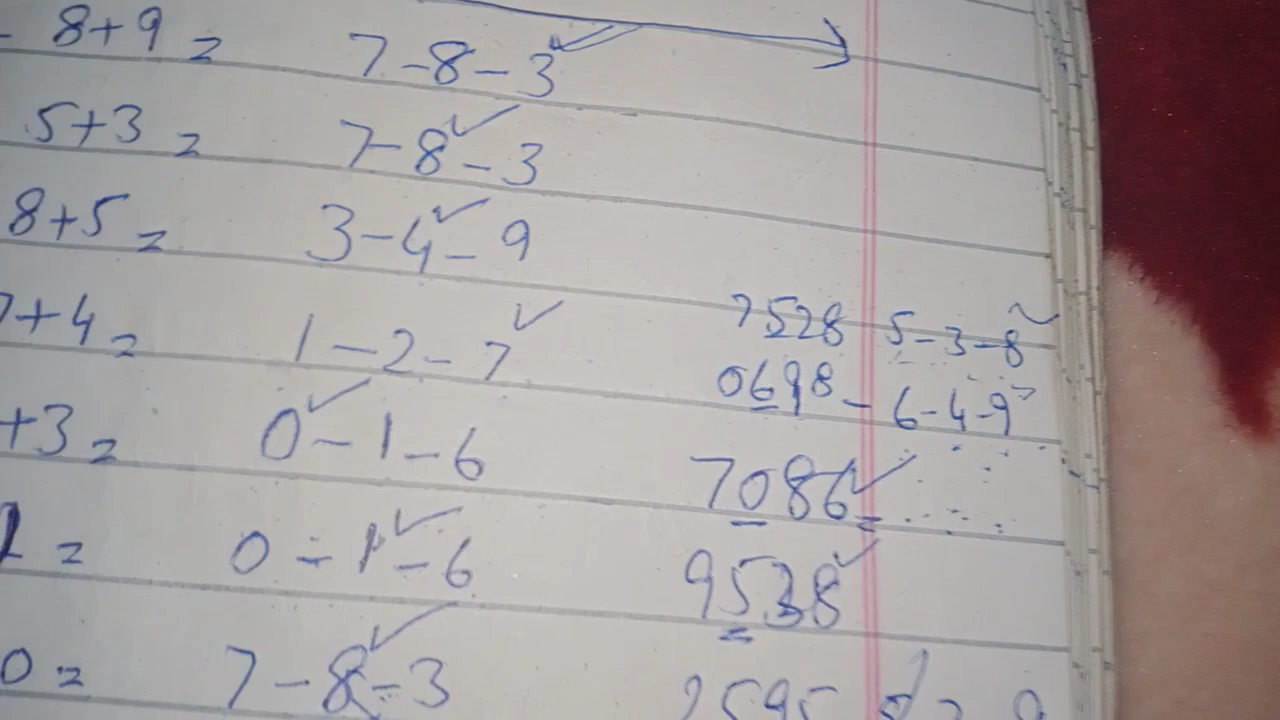 - 8+9 = 7-8-3
5+3 = 7-8-3
8+5 = 3-4-9
7+4 = 1-2-7
7528 5-3-8
0698 - 6-4-9
+3 = 0-1-6
7086 =
= 0-1-6
9538
0 = 7-8-3
2595